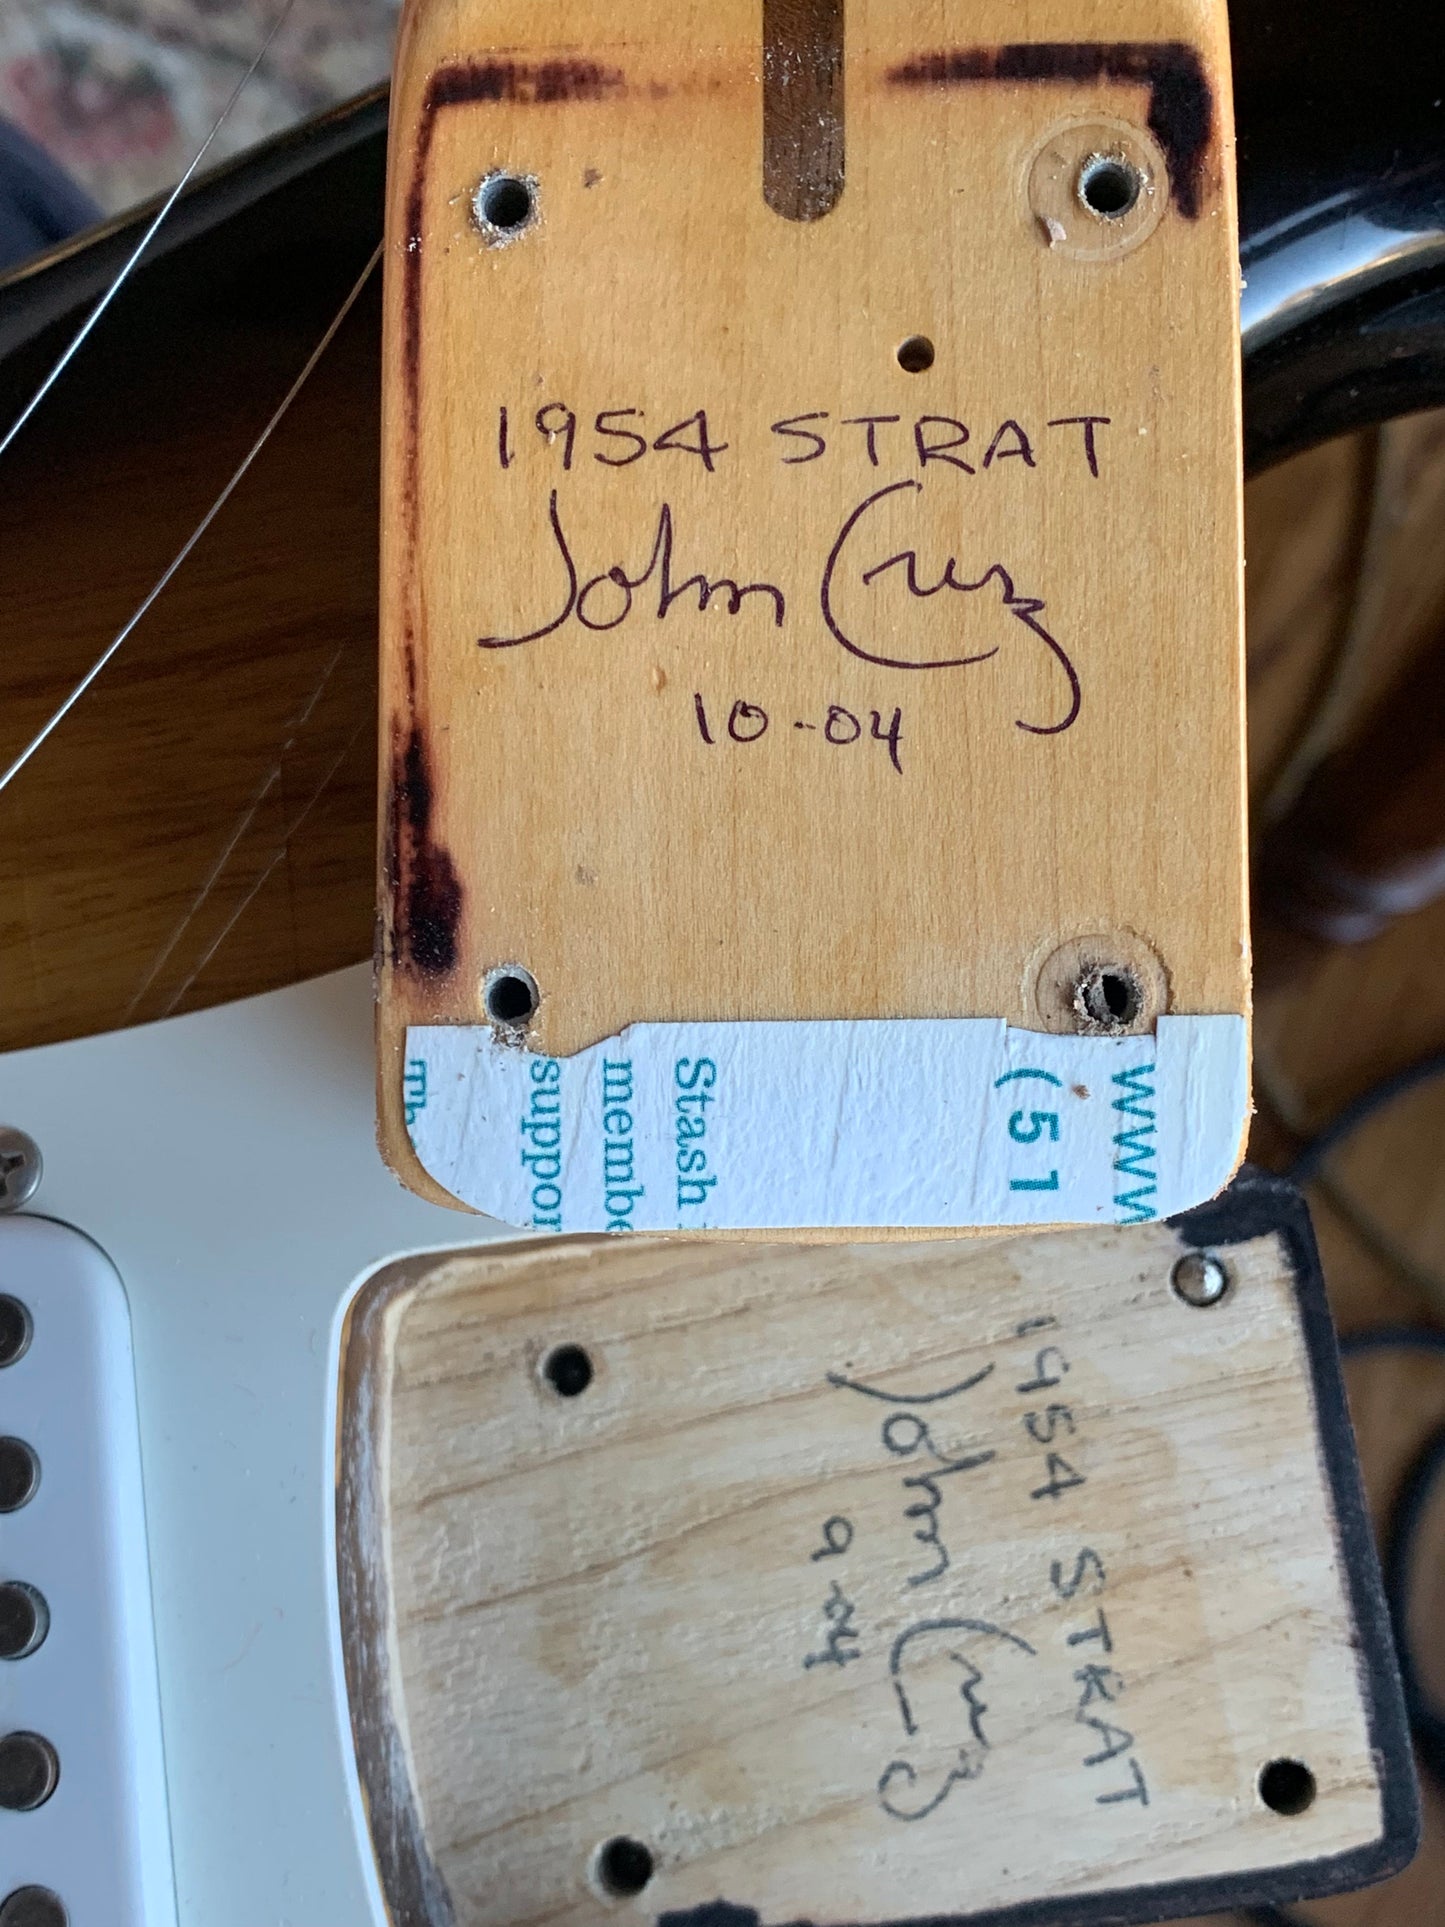 1954 STRAT
John Cruz
10-04
suppor
membe
Stash
(51
www
1954 STRAT
John Cruz
9-04